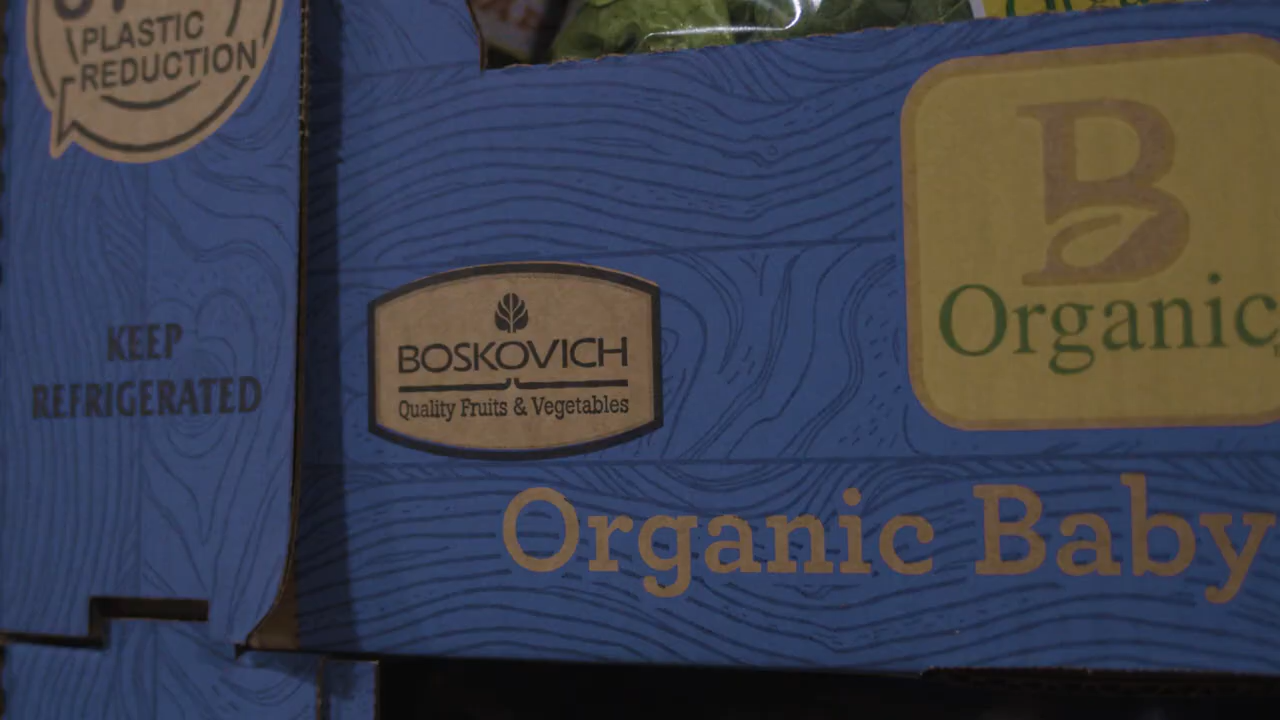 PLASTIC
REDUCTION
KEEP
REFRIGERATED
BOSKOVICH
Quality Fruits & Vegetables
B
Organic
Organic Baby